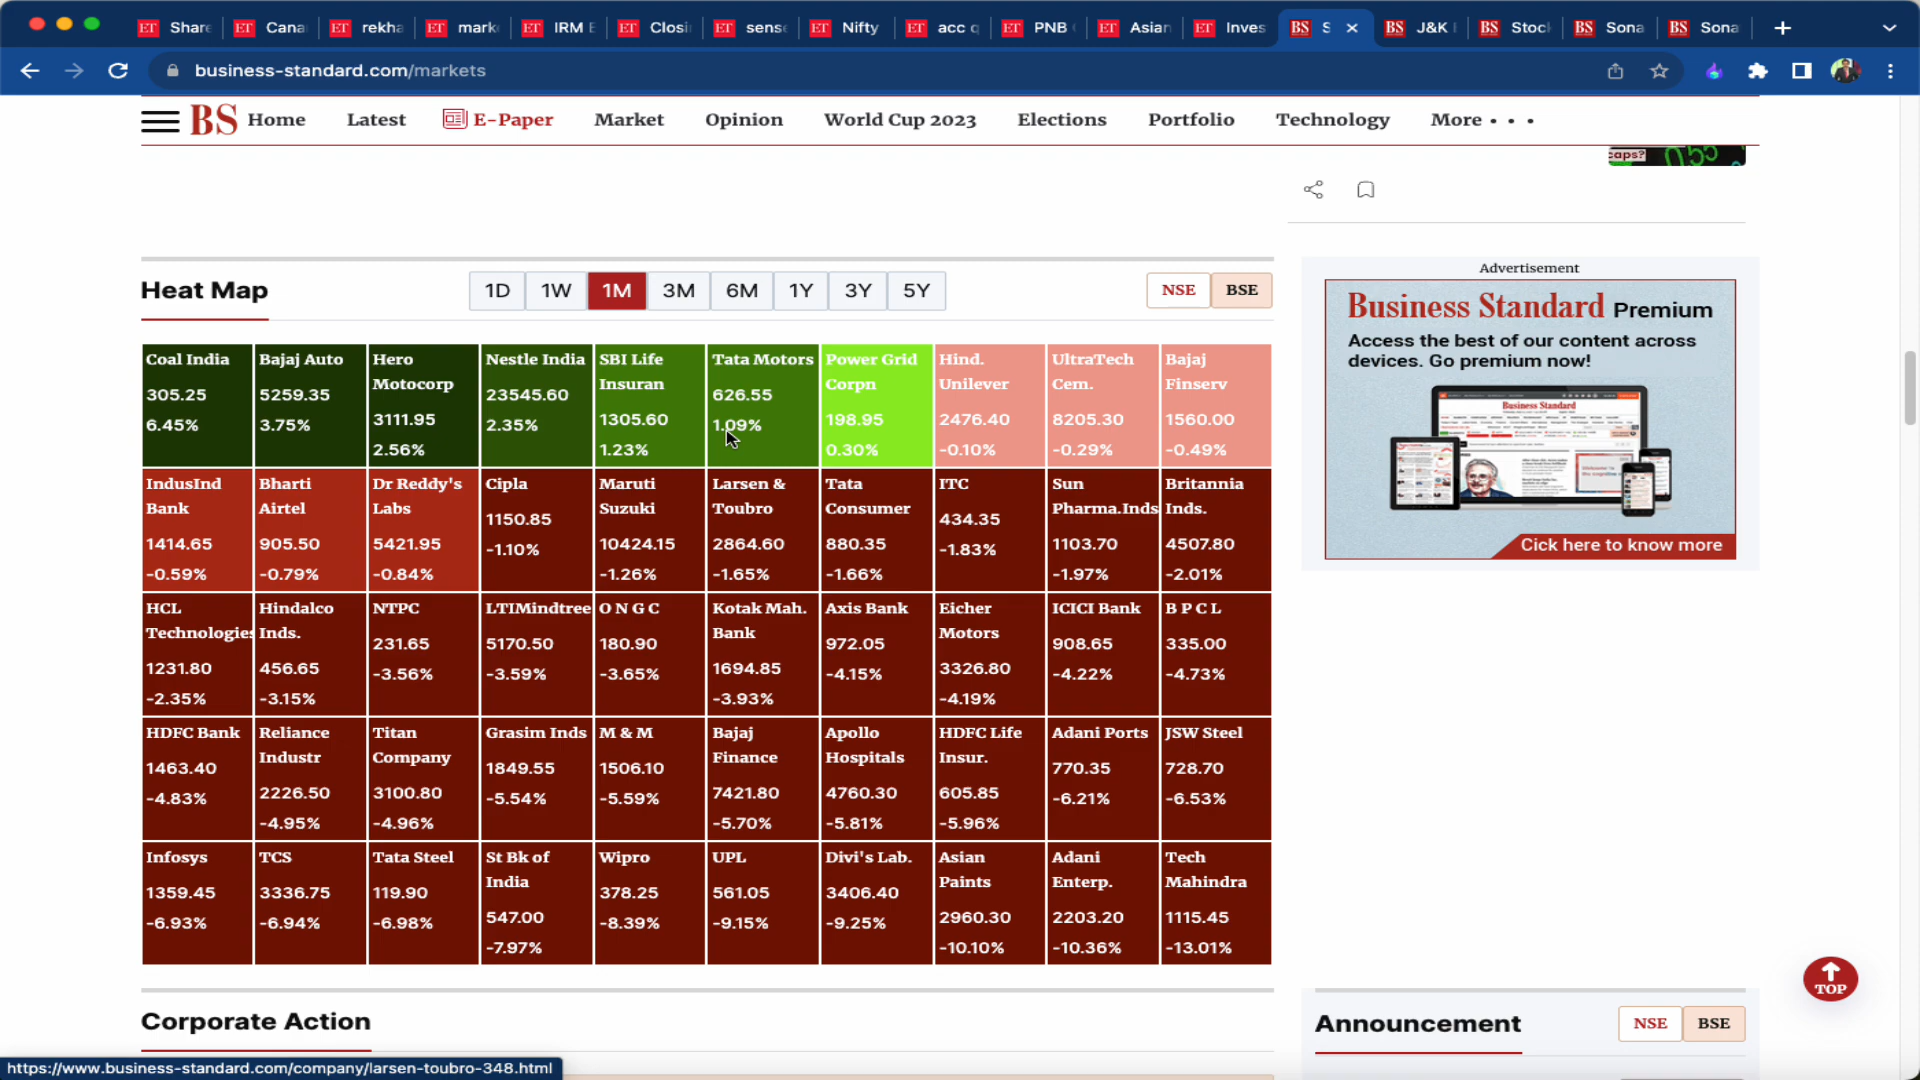 Share
Cana
rekha
mark
IRM E
Closi
sense
Nifty
acc q
PNB
Asian
Inves
S
J&K
Stoc
Sona
Sona
business-standard.com/markets
BS Home Latest E-Paper Market Opinion World Cup 2023 Elections Portfolio Technology More
caps? 0.55
Heat Map 1D 1W 1M 3M 6M 1Y 3Y 5Y NSE BSE
Coal India
305.25
6.45%
Bajaj Auto
5259.35
3.75%
Hero
Motocorp
3111.95
2.56%
Nestle India
23545.60
2.35%
SBI Life
Insuran
1305.60
1.23%
Tata Motors
626.55
1.09%
Power Grid
Corpn
198.95
0.30%
Hind.
Unilever
2476.40
-0.10%
UltraTech
Cem.
8205.30
-0.29%
Bajaj
Finserv
1560.00
-0.49%
IndusInd
Bank
1414.65
-0.59%
Bharti
Airtel
905.50
-0.79%
Dr Reddy's
Labs
5421.95
-0.84%
Cipla
1150.85
-1.10%
Maruti
Suzuki
10424.15
-1.26%
Larsen &
Toubro
2864.60
-1.65%
Tata
Consumer
880.35
-1.66%
ITC
434.35
-1.83%
Sun
Pharma.Inds
1103.70
-1.97%
Britannia
Inds.
4507.80
-2.01%
HCL
Technologies
1231.80
-2.35%
Hindalco
Inds.
456.65
-3.15%
NTPC
231.65
-3.56%
LTIMindtree
5170.50
-3.59%
O N G C
180.90
-3.65%
Kotak Mah.
Bank
1694.85
-3.93%
Axis Bank
972.05
-4.15%
Eicher
Motors
3326.80
-4.19%
ICICI Bank
908.65
-4.22%
B P C L
335.00
-4.73%
HDFC Bank
1463.40
-4.83%
Reliance
Industr
2226.50
-4.95%
Titan
Company
3100.80
-4.96%
Grasim Inds
1849.55
-5.54%
M & M
1506.10
-5.59%
Bajaj
Finance
7421.80
-5.70%
Apollo
Hospitals
4760.30
-5.81%
HDFC Life
Insur.
605.85
-5.96%
Adani Ports
770.35
-6.21%
JSW Steel
728.70
-6.53%
Infosys
1359.45
-6.93%
TCS
3336.75
-6.94%
Tata Steel
119.90
-6.98%
St Bk of
India
547.00
-7.97%
Wipro
378.25
-8.39%
UPL
561.05
-9.15%
Divi's Lab.
3406.40
-9.25%
Asian
Paints
2960.30
-10.10%
Adani
Enterp.
2203.20
-10.36%
Tech
Mahindra
1115.45
-13.01%
Advertisement
Business Standard Premium
Access the best of our content across
devices. Go premium now!
Business Standard
Cick here to know more
TOP
Corporate Action
Announcement NSE BSE
https://www.business-standard.com/company/larsen-toubro-348.html